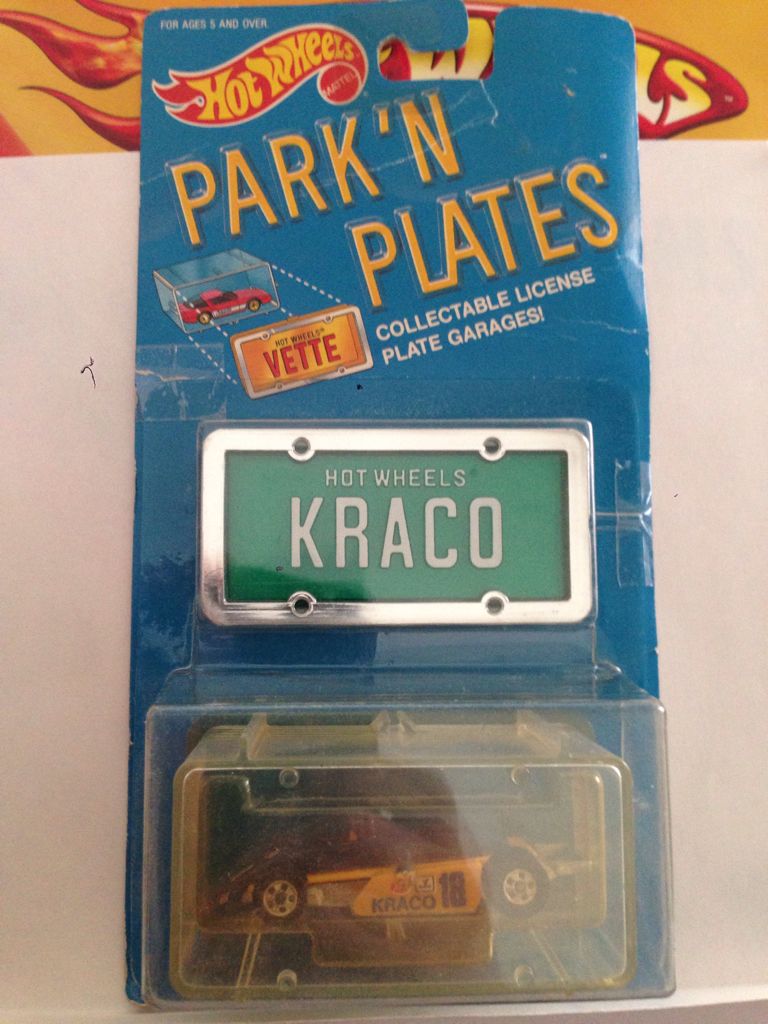 FOR AGES 5 AND OVER
HOT WHEELS
MATTEL
PARK 'N
PLATES™
COLLECTABLE LICENSE
PLATE GARAGES!
HOT WHEELS®
VETTE
HOT WHEELS
KRACO
KRACO 18